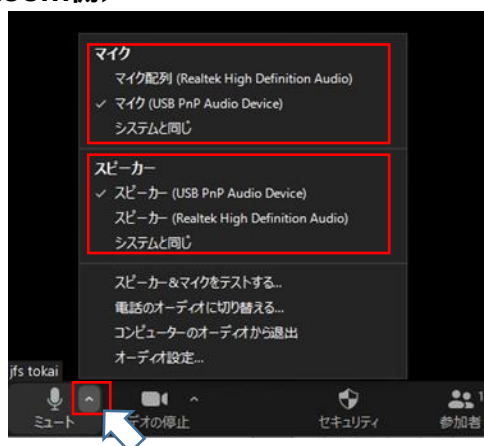 マイク
マイク配列 (Realtek High Definition Audio)
✓ マイク (USB PnP Audio Device)
システムと同じ
スピーカー
✓ スピーカー (USB PnP Audio Device)
スピーカー (Realtek High Definition Audio)
システムと同じ
スピーカー&マイクをテストする...
電話のオーディオに切り替える...
コンピューターのオーディオから退出
オーディオ設定...
jfs tokai
1
ミュート デオの停止 セキュリティ 参加者